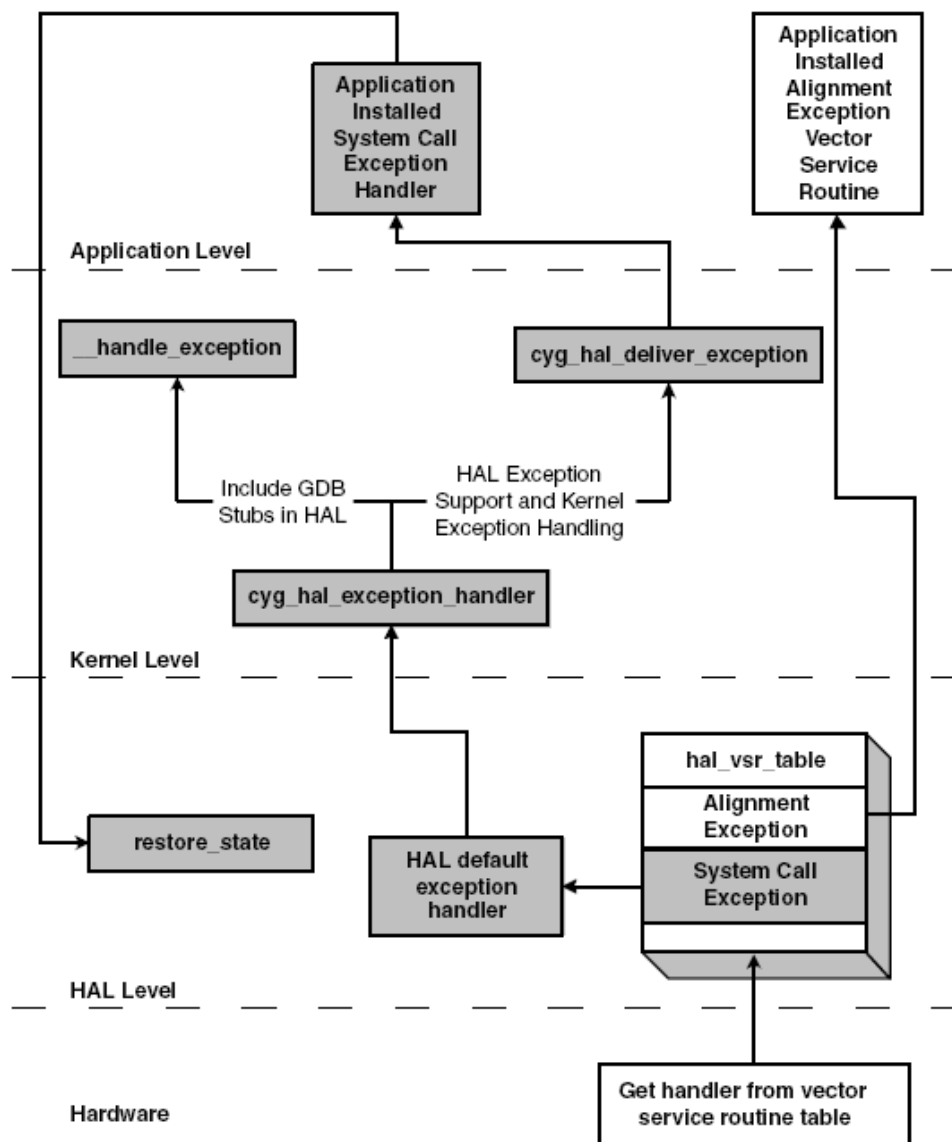 Application
Installed
System Call
Exception
Handler
Application
Installed
Alignment
Exception
Vector
Service
Routine
Application Level
__handle_exception
cyg_hal_deliver_exception
Include GDB
Stubs in HAL
HAL Exception
Support and Kernel
Exception Handling
cyg_hal_exception_handler
Kernel Level
hal_vsr_table
Alignment
Exception
System Call
Exception
restore_state
HAL default
exception
handler
HAL Level
Get handler from vector
service routine table
Hardware